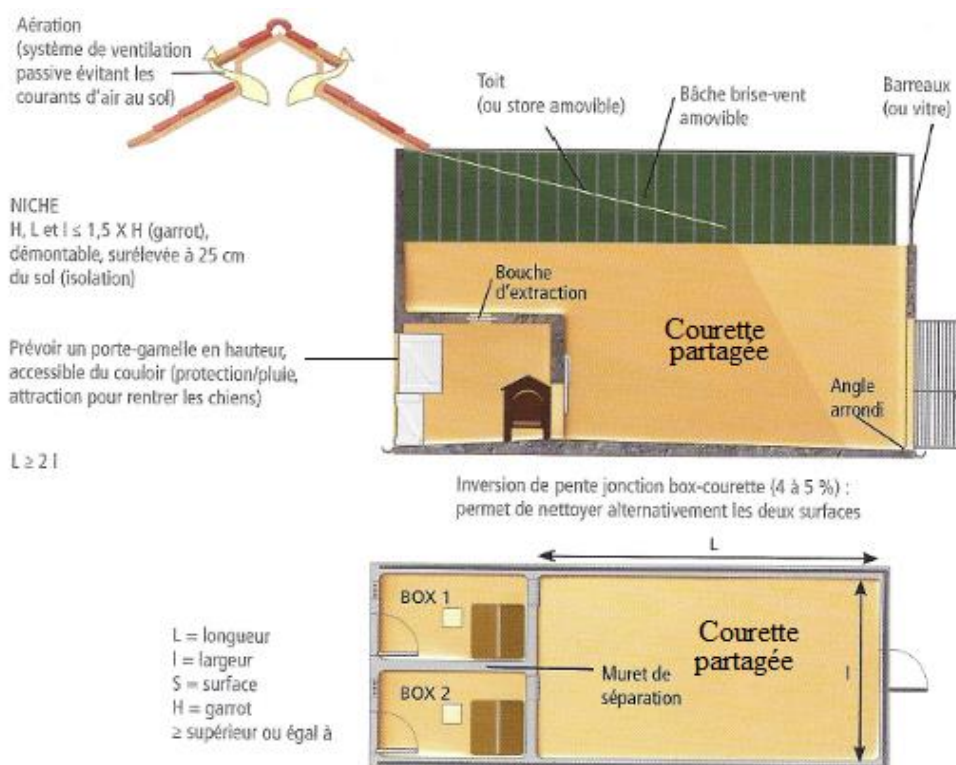 Aération
(système de ventilation
passive évitant les
courants d'air au sol)
Toit
(ou store amovible)
Bâche brise-vent
amovible
Barreaux
(ou vitre)
NICHE
H, L et l ≤ 1,5 X H (garrot),
démontable, surélevée à 25 cm
du sol (isolation)
Bouche
d'extraction
Prévoir un porte-gamelle en hauteur,
accessible du couloir (protection/pluie,
attraction pour rentrer les chiens)
Courette
partagée
Angle
arrondi
L ≥ 2 l
Inversion de pente jonction box-courette (4 à 5 %) :
permet de nettoyer alternativement les deux surfaces
L
BOX 1
Courette
partagée
l
L = longueur
l = largeur
S = surface
H = garrot
≥ supérieur ou égal à
Muret de
séparation
BOX 2